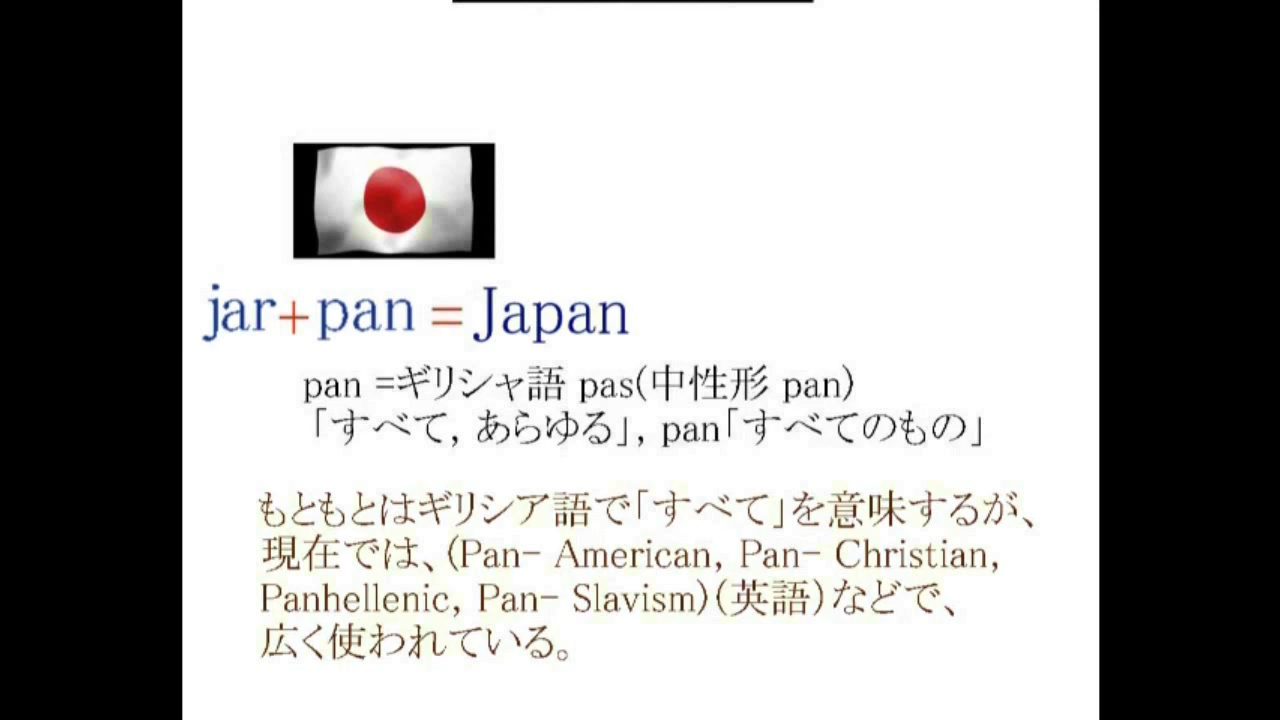 jar+pan = Japan
pan =ギリシャ語 pas(中性形 pan)
「すべて, あらゆる」, pan「すべてのもの」
もともとはギリシア語で「すべて」を意味するが、
現在では、(Pan- American, Pan- Christian,
Panhellenic, Pan- Slavism)(英語)などで、
広く使われている。